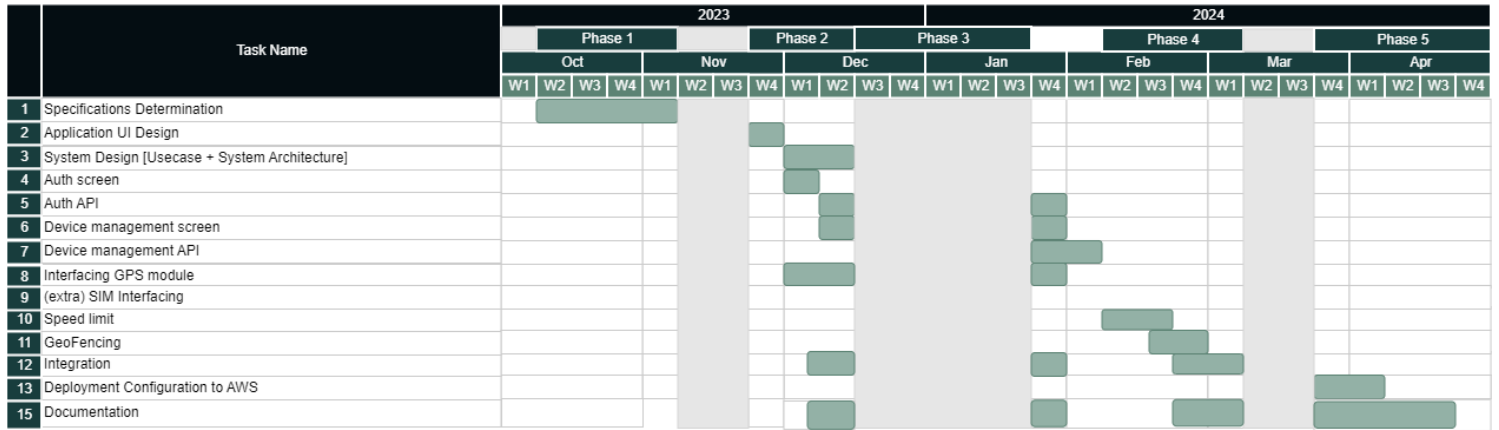 2023 2024
Task Name
Phase 1 Phase 2 Phase 3 Phase 4 Phase 5
Oct Nov Dec Jan Feb Mar Apr
W1 W2 W3 W4 W1 W2 W3 W4 W1 W2 W3 W4 W1 W2 W3 W4 W1 W2 W3 W4 W1 W2 W3 W4 W1 W2 W3 W4
1 Specifications Determination
2 Application UI Design
3 System Design [Usecase + System Architecture]
4 Auth screen
5 Auth API
6 Device management screen
7 Device management API
8 Interfacing GPS module
9 (extra) SIM Interfacing
10 Speed limit
11 GeoFencing
12 Integration
13 Deployment Configuration to AWS
15 Documentation